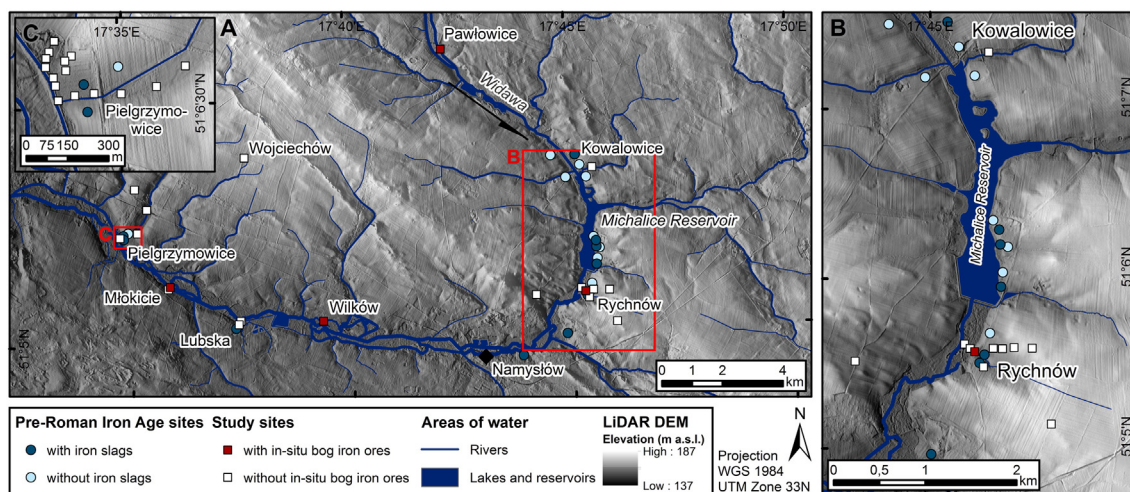 C
17°35'
A
17°40'
17°45'
17°50'
Pawłowice
Widawa
Pielgrzymo-
wice
51°6'30"N
0 75 150 300
m
Wojciechów
B
Kowalowice
Michalice Reservoir
C
Pielgrzymowice
Młokicie
Wilków
Rychnów
Lubska
51°5'N
Namysłów
0 1 2 4
km
B
17°45'
Kowalowice
51°7'N
Michalice Reservoir
51°6'N
Rychnów
51°5'N
0 0,5 1 2
km
Pre-Roman Iron Age sites
with iron slags
without iron slags
Study sites
with in-situ bog iron ores
without in-situ bog iron ores
Areas of water
Rivers
Lakes and reservoirs
LiDAR DEM
Elevation (m a.s.l.)
High : 187
Low : 137
N
Projection
WGS 1984
UTM Zone 33N